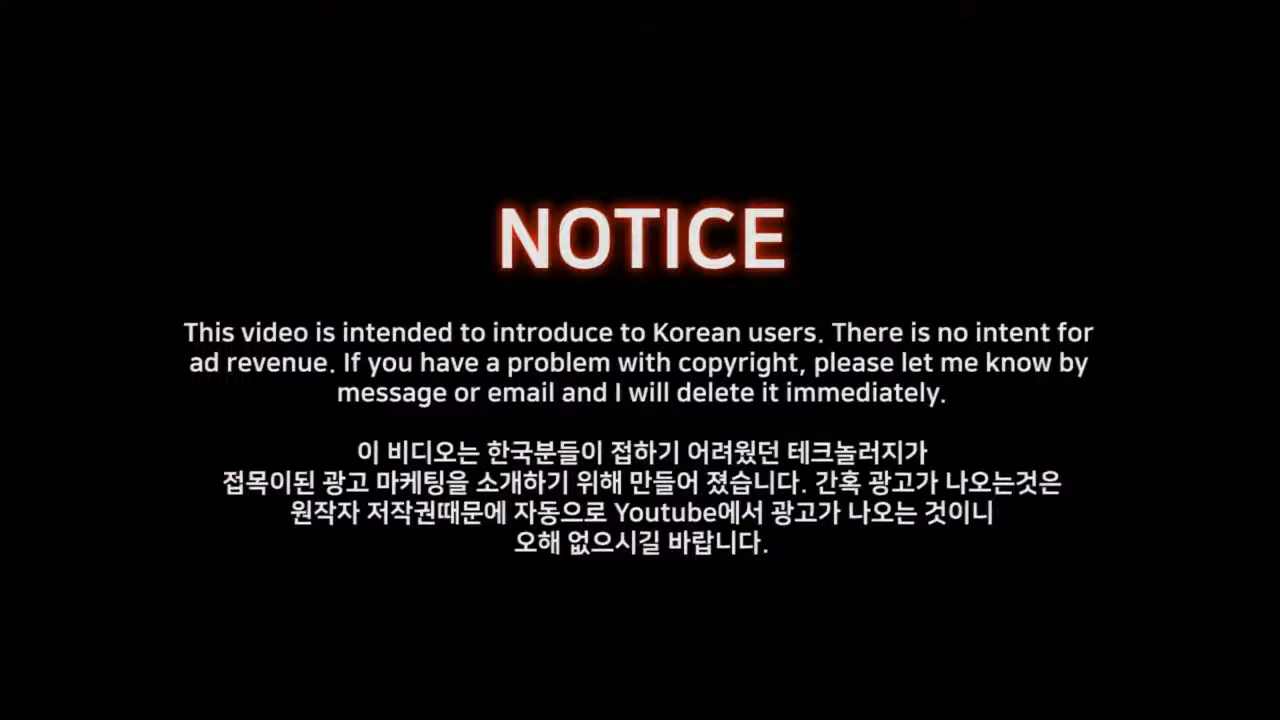 NOTICE
This video is intended to introduce to Korean users. There is no intent for
ad revenue. If you have a problem with copyright, please let me know by
message or email and I will delete it immediately.
이 비디오는 한국분들이 접하기 어려웠던 테크놀러지가
접목이된 광고 마케팅을 소개하기 위해 만들어 졌습니다. 간혹 광고가 나오는것은
원작자 저작권때문에 자동으로 Youtube에서 광고가 나오는 것이니
오해 없으시길 바랍니다.